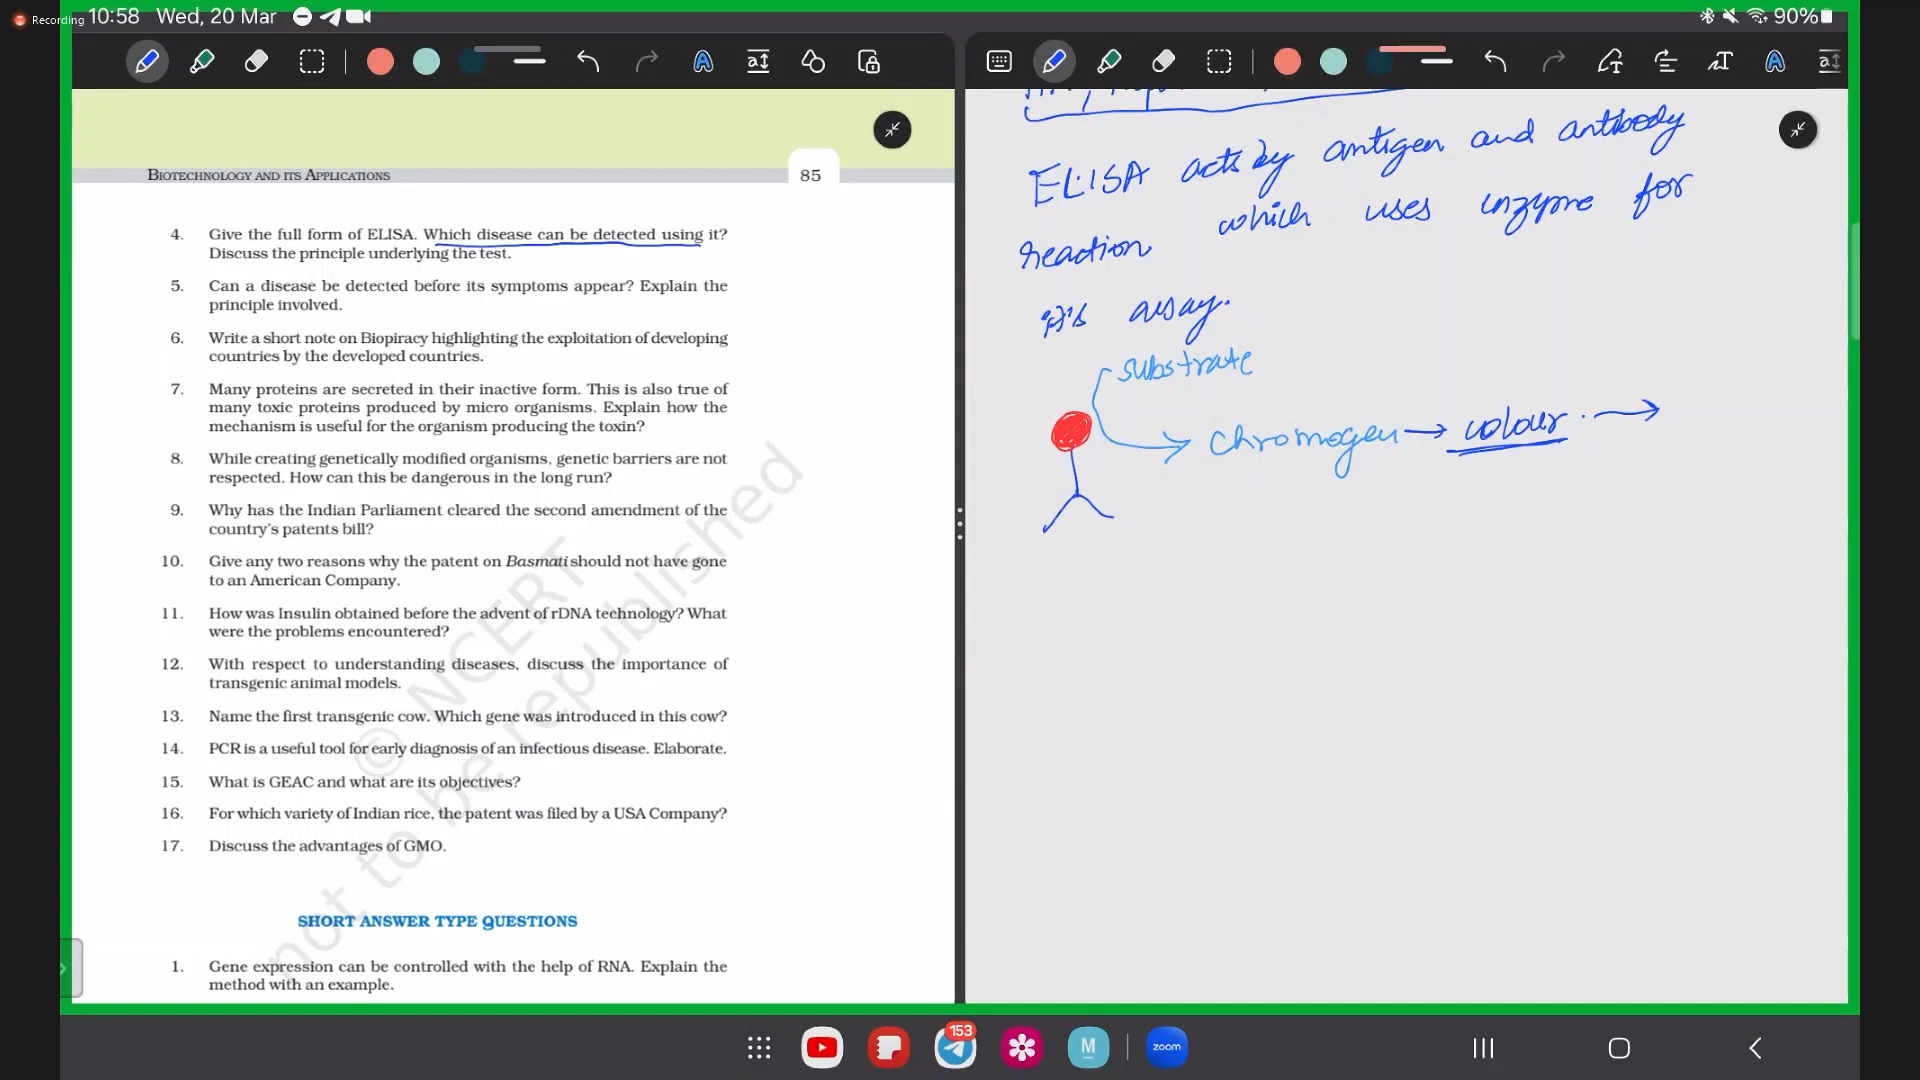 Recording 10:58 Wed, 20 Mar 90%
BIOTECHNOLOGY AND ITS APPLICATIONS 85
4. Give the full form of ELISA. Which disease can be detected using it?
Discuss the principle underlying the test.
5. Can a disease be detected before its symptoms appear? Explain the
principle involved.
6. Write a short note on Biopiracy highlighting the exploitation of developing
countries by the developed countries.
7. Many proteins are secreted in their inactive form. This is also true of
many toxic proteins produced by micro organisms. Explain how the
mechanism is useful for the organism producing the toxin?
8. While creating genetically modified organisms, genetic barriers are not
respected. How can this be dangerous in the long run?
9. Why has the Indian Parliament cleared the second amendment of the
country's patents bill?
10. Give any two reasons why the patent on Basmati should not have gone
to an American Company.
11. How was Insulin obtained before the advent of rDNA technology? What
were the problems encountered?
12. With respect to understanding diseases, discuss the importance of
transgenic animal models.
13. Name the first transgenic cow. Which gene was introduced in this cow?
14. PCR is a useful tool for early diagnosis of an infectious disease. Elaborate.
15. What is GEAC and what are its objectives?
16. For which variety of Indian rice, the patent was filed by a USA Company?
17. Discuss the advantages of GMO.
SHORT ANSWER TYPE QUESTIONS
1. Gene expression can be controlled with the help of RNA. Explain the
method with an example.
© NCERT
not to be republished
ELISA acts by antigen and antibody
which uses enzyme for
reaction
it's assay.
substrate
chromogen → colour. →
153
M
zoom